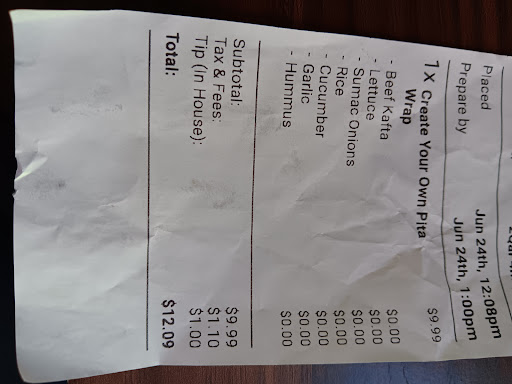 Placed Jun 24th, 12:08pm
Prepare by Jun 24th, 1:00pm
1x Create Your Own Pita $9.99
Wrap
- Beef Kafta $0.00
- Lettuce $0.00
- Sumac Onions $0.00
- Rice $0.00
- Cucumber $0.00
- Garlic $0.00
- Hummus $0.00
Subtotal: $9.99
Tax & Fees: $1.10
Tip (in House): $1.00
Total: $12.09